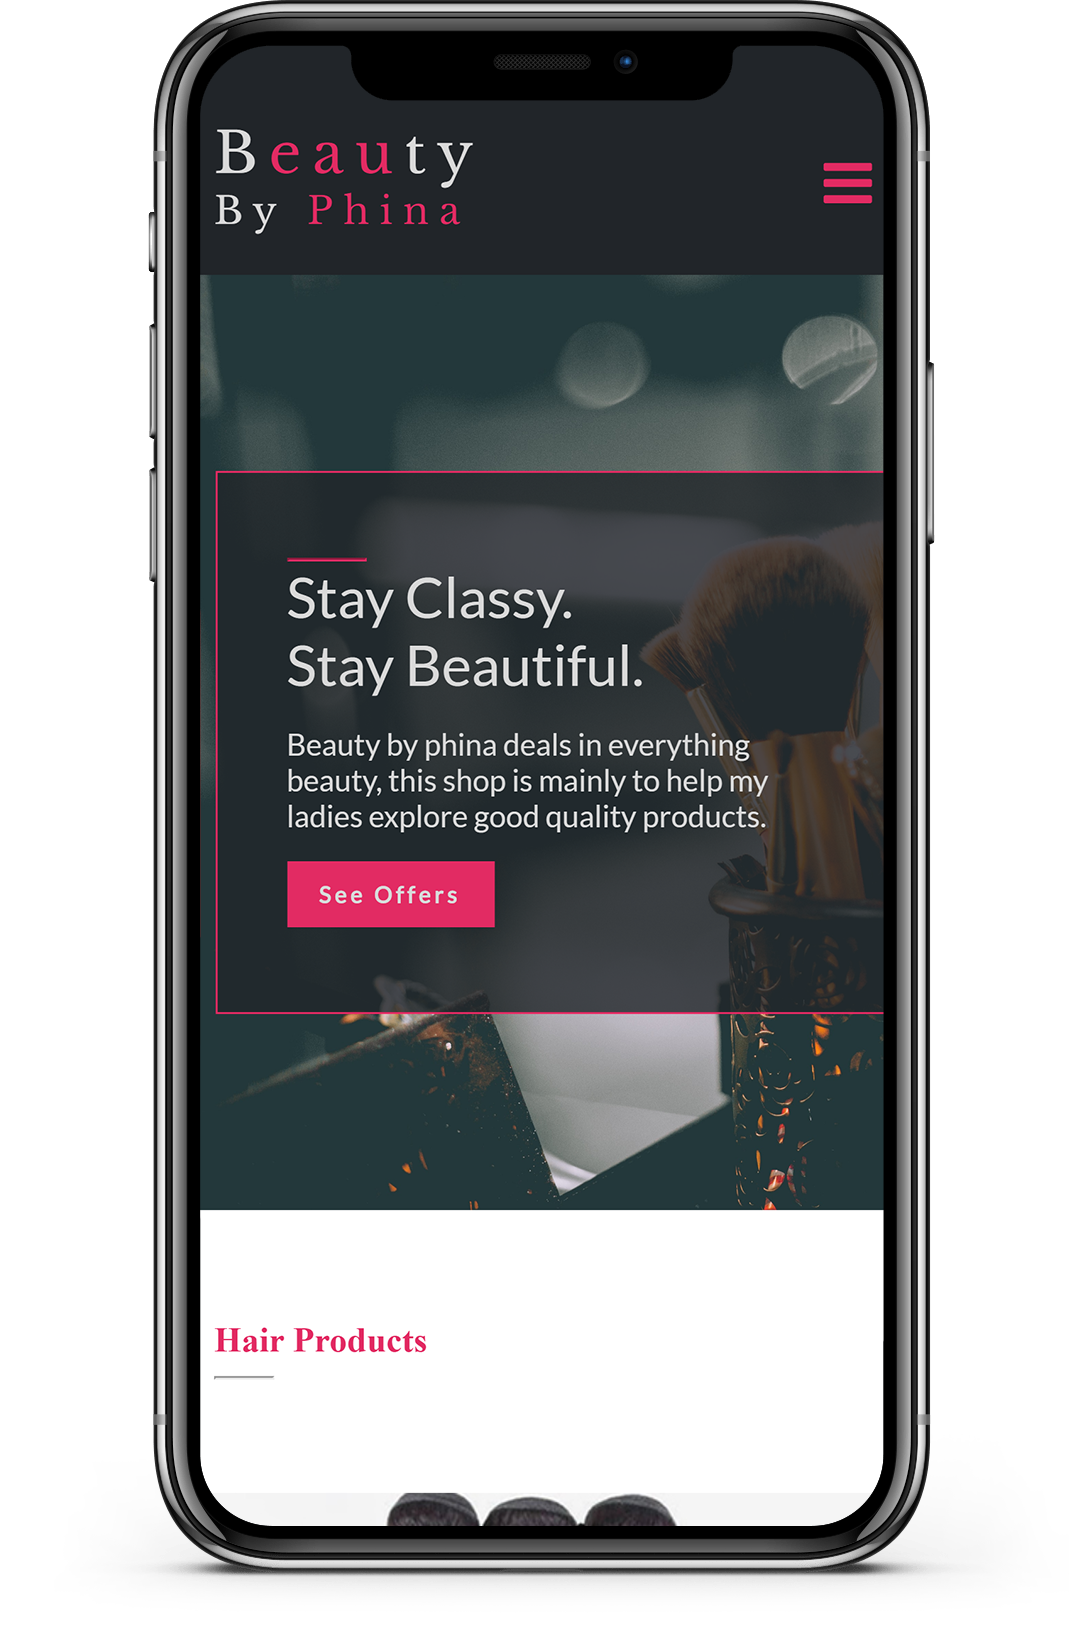 Beauty
By Phina
Stay Classy.
Stay Beautiful.
Beauty by phina deals in everything
beauty, this shop is mainly to help my
ladies explore good quality products.
See Offers
Hair Products